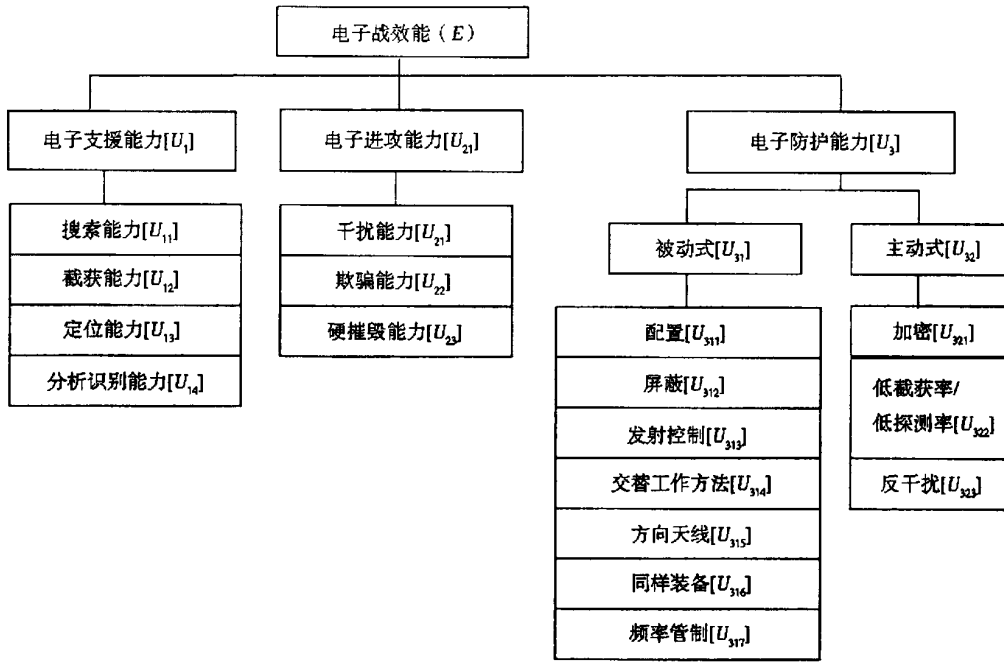 电子战效能(E)
电子支援能力[U₁]
电子进攻能力[U₂₁]
电子防护能力[U₃]
搜索能力[U₁₁]
截获能力[U₁₂]
定位能力[U₁₃]
分析识别能力[U₁₄]
干扰能力[U₂₁]
欺骗能力[U₂₂]
硬摧毁能力[U₂₃]
被动式[U₃₁]
主动式[U₃₂]
配置[U₃₁₁]
屏蔽[U₃₁₂]
发射控制[U₃₁₃]
交替工作方法[U₃₁₄]
方向天线[U₃₁₅]
同样装备[U₃₁₆]
频率管制[U₃₁₇]
加密[U₃₂₁]
低截获率/
低探测率[U₃₂₂]
反干扰[U₃₂₃]